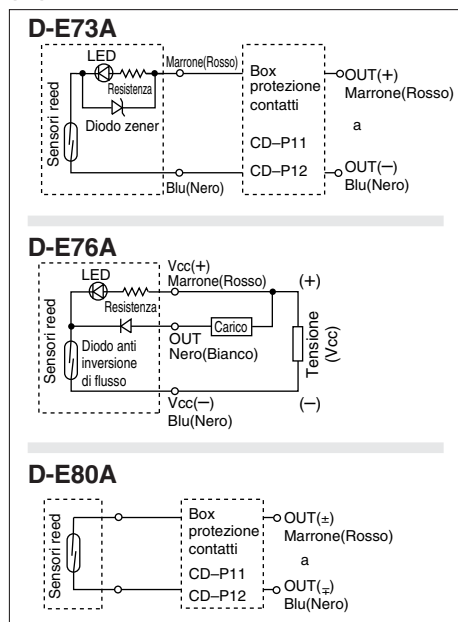 D-E73A
LED
Marrone(Rosso)
Resistenza
Diodo zener
Sensori reed
Blu(Nero)
Box
protezione
contatti
CD–P11
CD–P12
OUT(+)
Marrone(Rosso)
a
OUT(–)
Blu(Nero)
D-E76A
LED
Vcc(+)
Marrone(Rosso)
(+)
Resistenza
Carico
OUT
Nero(Bianco)
Sensori reed
Diodo anti
inversione
di flusso
Tensione
(Vcc)
Vcc(–)
Blu(Nero)
(–)
D-E80A
Sensori reed
Box
protezione
contatti
CD–P11
CD–P12
OUT(±)
Marrone(Rosso)
a
OUT(∓)
Blu(Nero)